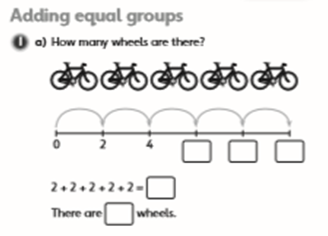 Adding equal groups
1 a) How many wheels are there?
0 2 4
2 + 2 + 2 + 2 + 2 =
There are wheels.